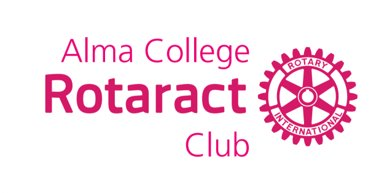 Alma College
Rotaract
Club
ROTARY
INTERNATIONAL